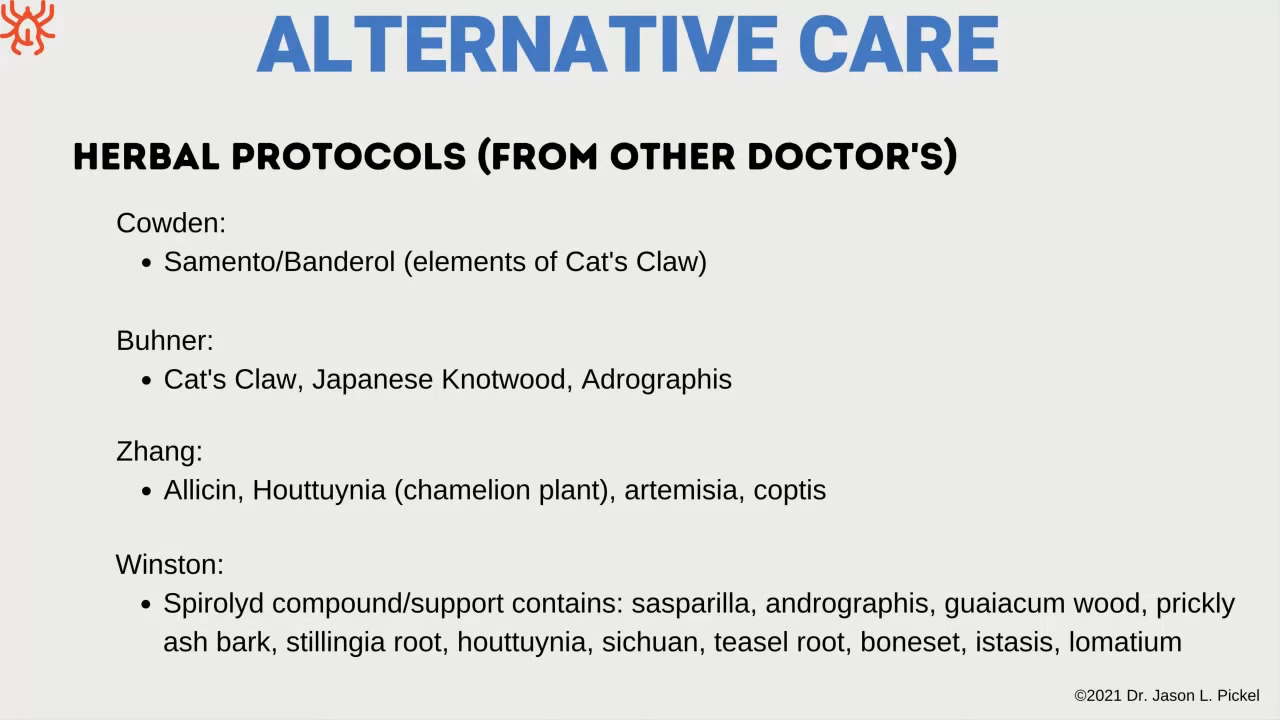 ALTERNATIVE CARE
HERBAL PROTOCOLS (FROM OTHER DOCTOR'S)
Cowden:
• Samento/Banderol (elements of Cat's Claw)
Buhner:
• Cat's Claw, Japanese Knotwood, Adrographis
Zhang:
• Allicin, Houttuynia (chamelion plant), artemisia, coptis
Winston:
• Spirolyd compound/support contains: sasparilla, andrographis, guaiacum wood, prickly
ash bark, stillingia root, houttuynia, sichuan, teasel root, boneset, istasis, lomatium
©2021 Dr. Jason L. Pickel